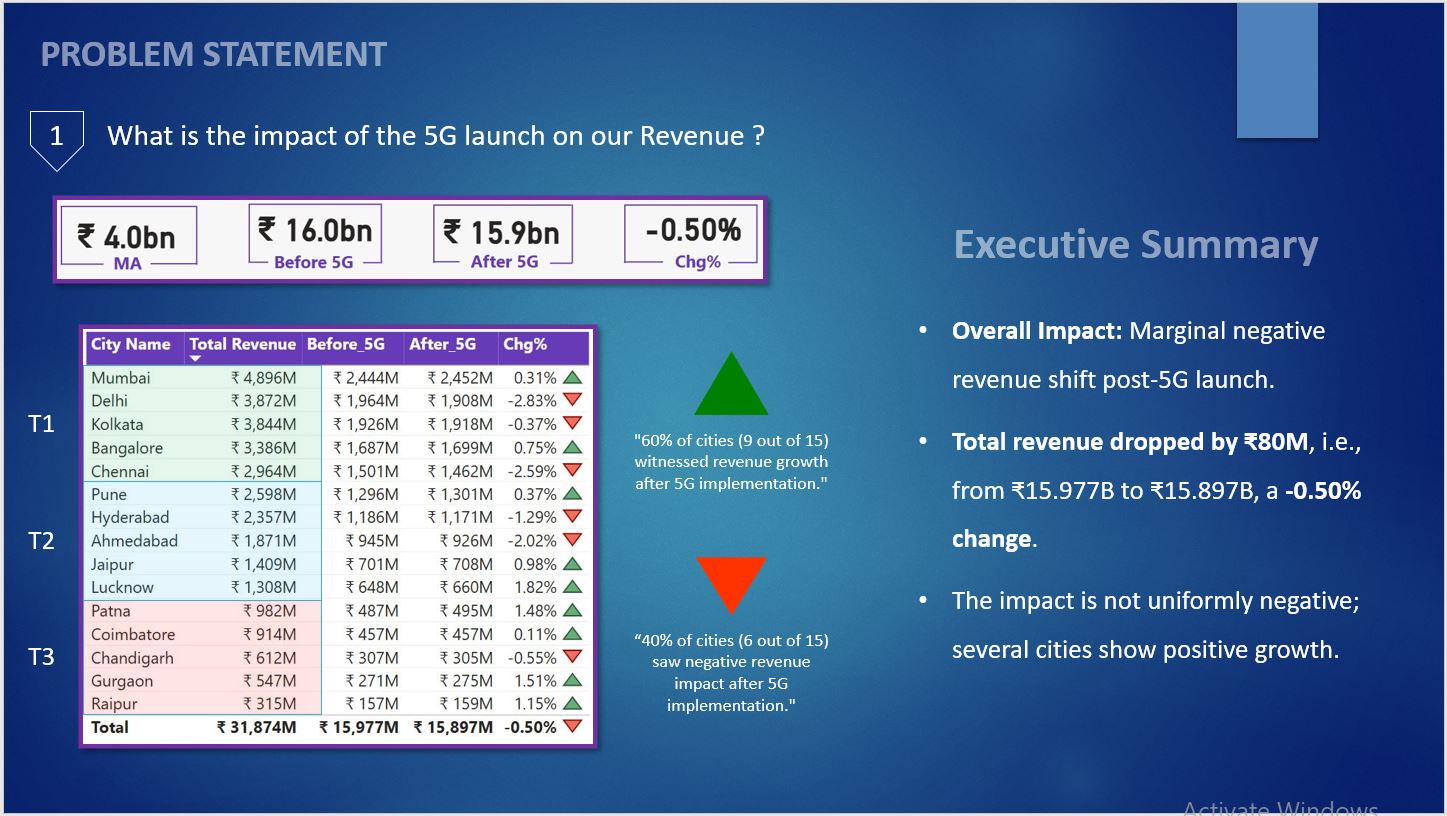 PROBLEM STATEMENT
1
What is the impact of the 5G launch on our Revenue ?
₹ 4.0bn
MA
₹ 16.0bn
Before 5G
₹ 15.9bn
After 5G
-0.50%
Chg%
City Name Total Revenue Before_5G After_5G Chg%
T1
Mumbai ₹ 4,896M ₹ 2,444M ₹ 2,452M 0.31%
Delhi ₹ 3,872M ₹ 1,964M ₹ 1,908M -2.83%
Kolkata ₹ 3,844M ₹ 1,926M ₹ 1,918M -0.37%
Bangalore ₹ 3,386M ₹ 1,687M ₹ 1,699M 0.75%
Chennai ₹ 2,964M ₹ 1,501M ₹ 1,462M -2.59%
T2
Pune ₹ 2,598M ₹ 1,296M ₹ 1,301M 0.37%
Hyderabad ₹ 2,357M ₹ 1,186M ₹ 1,171M -1.29%
Ahmedabad ₹ 1,871M ₹ 945M ₹ 926M -2.02%
Jaipur ₹ 1,409M ₹ 701M ₹ 708M 0.98%
Lucknow ₹ 1,308M ₹ 648M ₹ 660M 1.82%
T3
Patna ₹ 982M ₹ 487M ₹ 495M 1.48%
Coimbatore ₹ 914M ₹ 457M ₹ 457M 0.11%
Chandigarh ₹ 612M ₹ 307M ₹ 305M -0.55%
Gurgaon ₹ 547M ₹ 271M ₹ 275M 1.51%
Raipur ₹ 315M ₹ 157M ₹ 159M 1.15%
Total ₹ 31,874M ₹ 15,977M ₹ 15,897M -0.50%
"60% of cities (9 out of 15)
witnessed revenue growth
after 5G implementation."
“40% of cities (6 out of 15)
saw negative revenue
impact after 5G
implementation."
Executive Summary
• Overall Impact: Marginal negative
revenue shift post-5G launch.
• Total revenue dropped by ₹80M, i.e.,
from ₹15.977B to ₹15.897B, a -0.50%
change.
• The impact is not uniformly negative;
several cities show positive growth.
Activate Windows